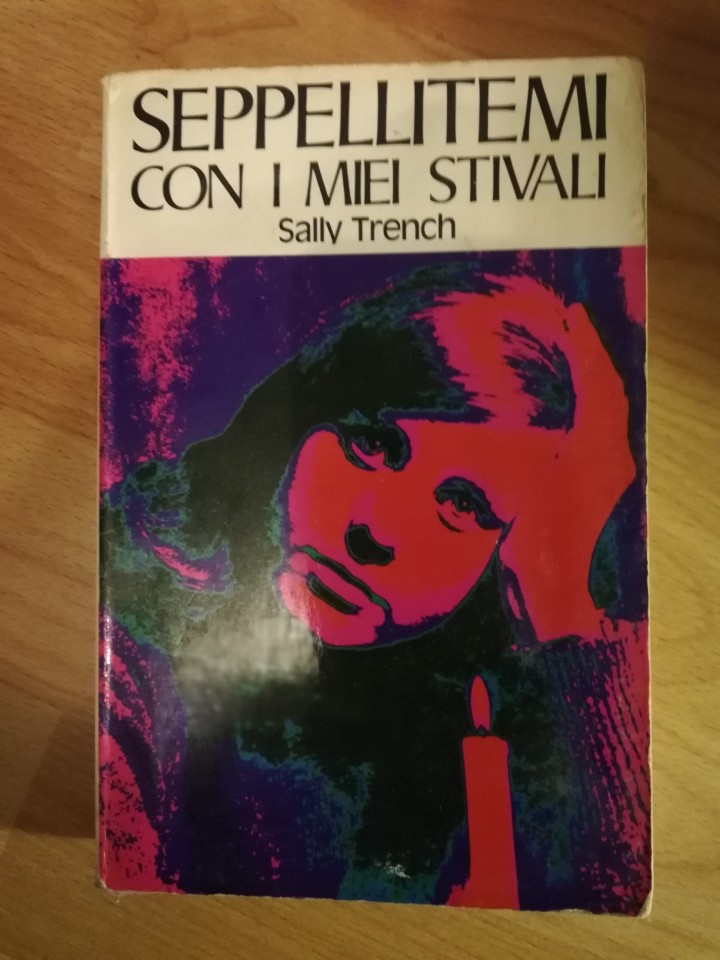 SEPPELLITEMI
CON I MIEI STIVALI
Sally Trench